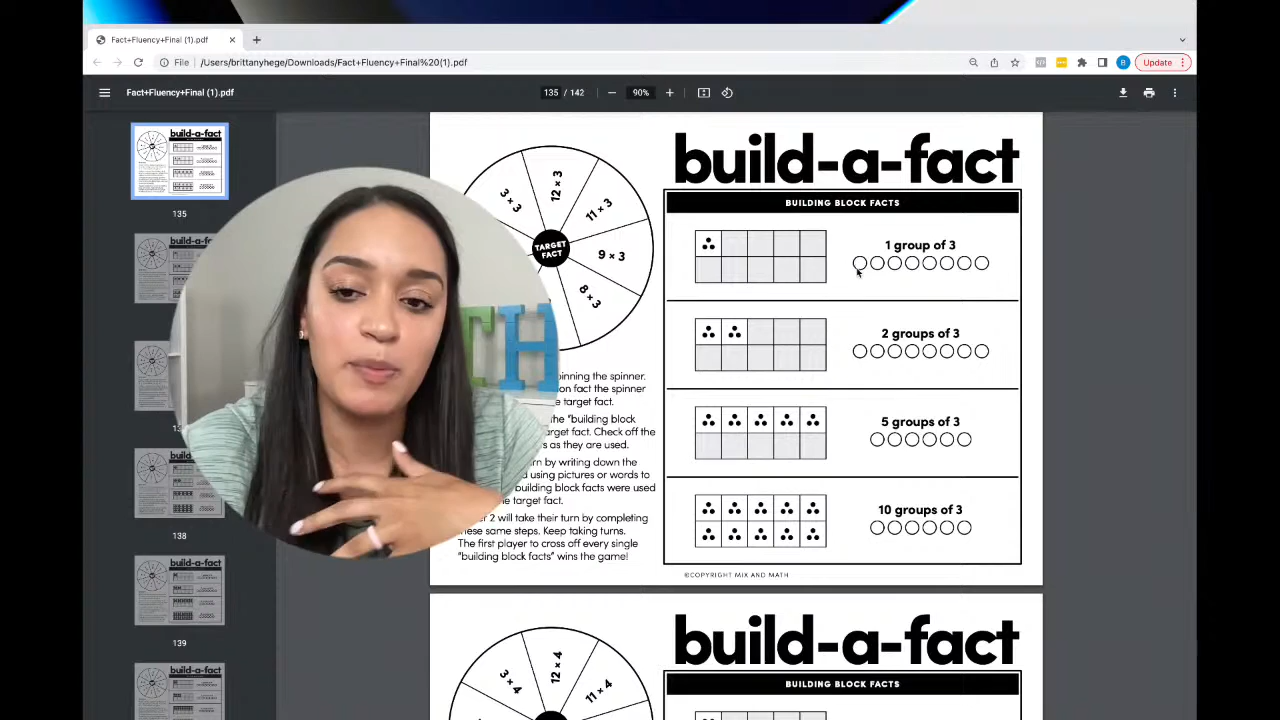 Fact+Fluency+Final (1).pdf
File
/Users/brittanyhege/Downloads/Fact+Fluency+Final%20(1).pdf
B
Update
Fact+Fluency+Final (1).pdf
135 / 142
90%
135
138
139
TH
build-a-fact
3 × 3
12 × 3
11 × 3
9 × 3
8 × 3
TARGET
FACT
BUILDING BLOCK FACTS
1 group of 3
2 groups of 3
5 groups of 3
10 groups of 3
pinning the spinner.
on fact the spinner
target fact.
the "building block
target fact. Check off the
as they are used.
by writing down the
used using pictures or words to
building block facts were used
the target fact.
2 will take their turn by completing
these same steps. Keep taking turns.
The first player to cross off every single
"building block facts" wins the game!
©COPYRIGHT MIX AND MATH
build-a-fact
3 × 4
12 × 4
11 × 4
BUILDING BLOCK FACTS